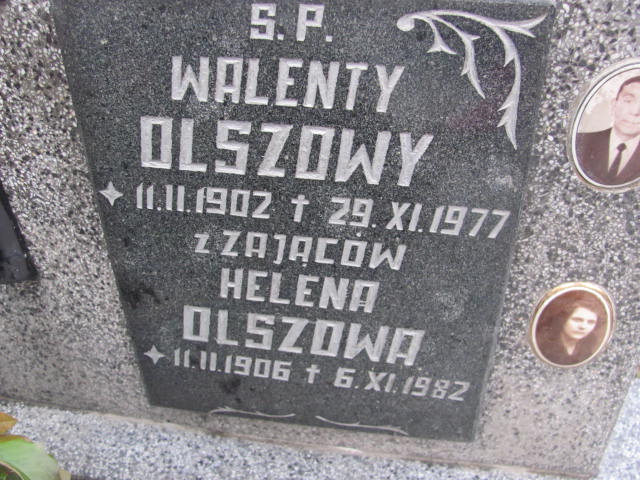 S. P.
WALENTY
OLSZOWY
11.II.1902 † 29.XI.1977
z ZAJĄCÓW
HELENA
OLSZOWA
11.II.1906 † 6.XI.1982